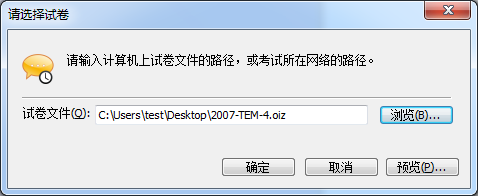 请选择试卷
请输入计算机上试卷文件的路径，或考试所在网络的路径。
试卷文件(O): C:\Users\test\Desktop\2007-TEM-4.oiz 浏览(B)...
确定 取消 预览(P)...